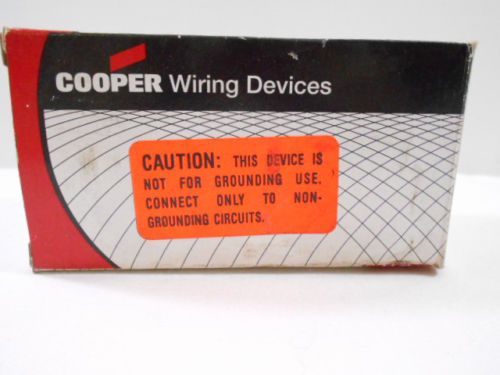 COOPER Wiring Devices
CAUTION: THIS DEVICE IS
NOT FOR GROUNDING USE.
CONNECT ONLY TO NON-
GROUNDING CIRCUITS.